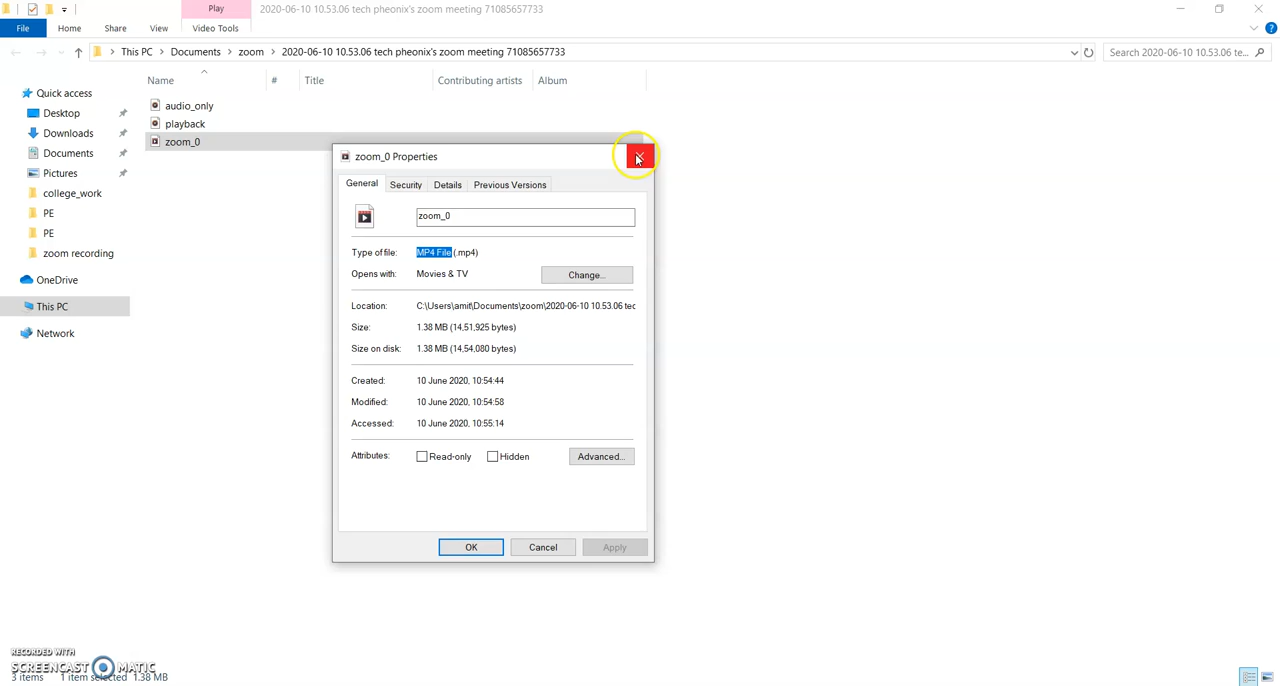 Play
2020-06-10 10.53.06 tech pheonix's zoom meeting 71085657733
File Home Share View Video Tools
This PC Documents zoom 2020-06-10 10.53.06 tech pheonix's zoom meeting 71085657733
Search 2020-06-10 10.53.06 te...
Name # Title Contributing artists Album
Quick access
Desktop
Downloads
Documents
Pictures
college_work
PE
PE
zoom recording
OneDrive
This PC
Network
audio_only
playback
zoom_0
zoom_0 Properties
General Security Details Previous Versions
zoom_0
Type of file: MP4 File (.mp4)
Opens with: Movies & TV Change...
Location: C:\Users\amit\Documents\zoom\2020-06-10 10.53.06 tec
Size: 1.38 MB (14,51,925 bytes)
Size on disk: 1.38 MB (14,54,080 bytes)
Created: 10 June 2020, 10:54:44
Modified: 10 June 2020, 10:54:58
Accessed: 10 June 2020, 10:55:14
Attributes: Read-only Hidden Advanced...
OK Cancel Apply
RECORDED WITH
SCREENCAST MATIC
3 items 1 item selected 1.38 MB